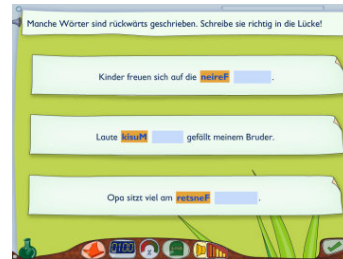 Manche Wörter sind rückwärts geschrieben. Schreibe sie richtig in die Lücke!
Kinder freuen sich auf die neireF .
Laute kisuM gefällt meinem Bruder.
Opa sitzt viel am retsneF .
0100